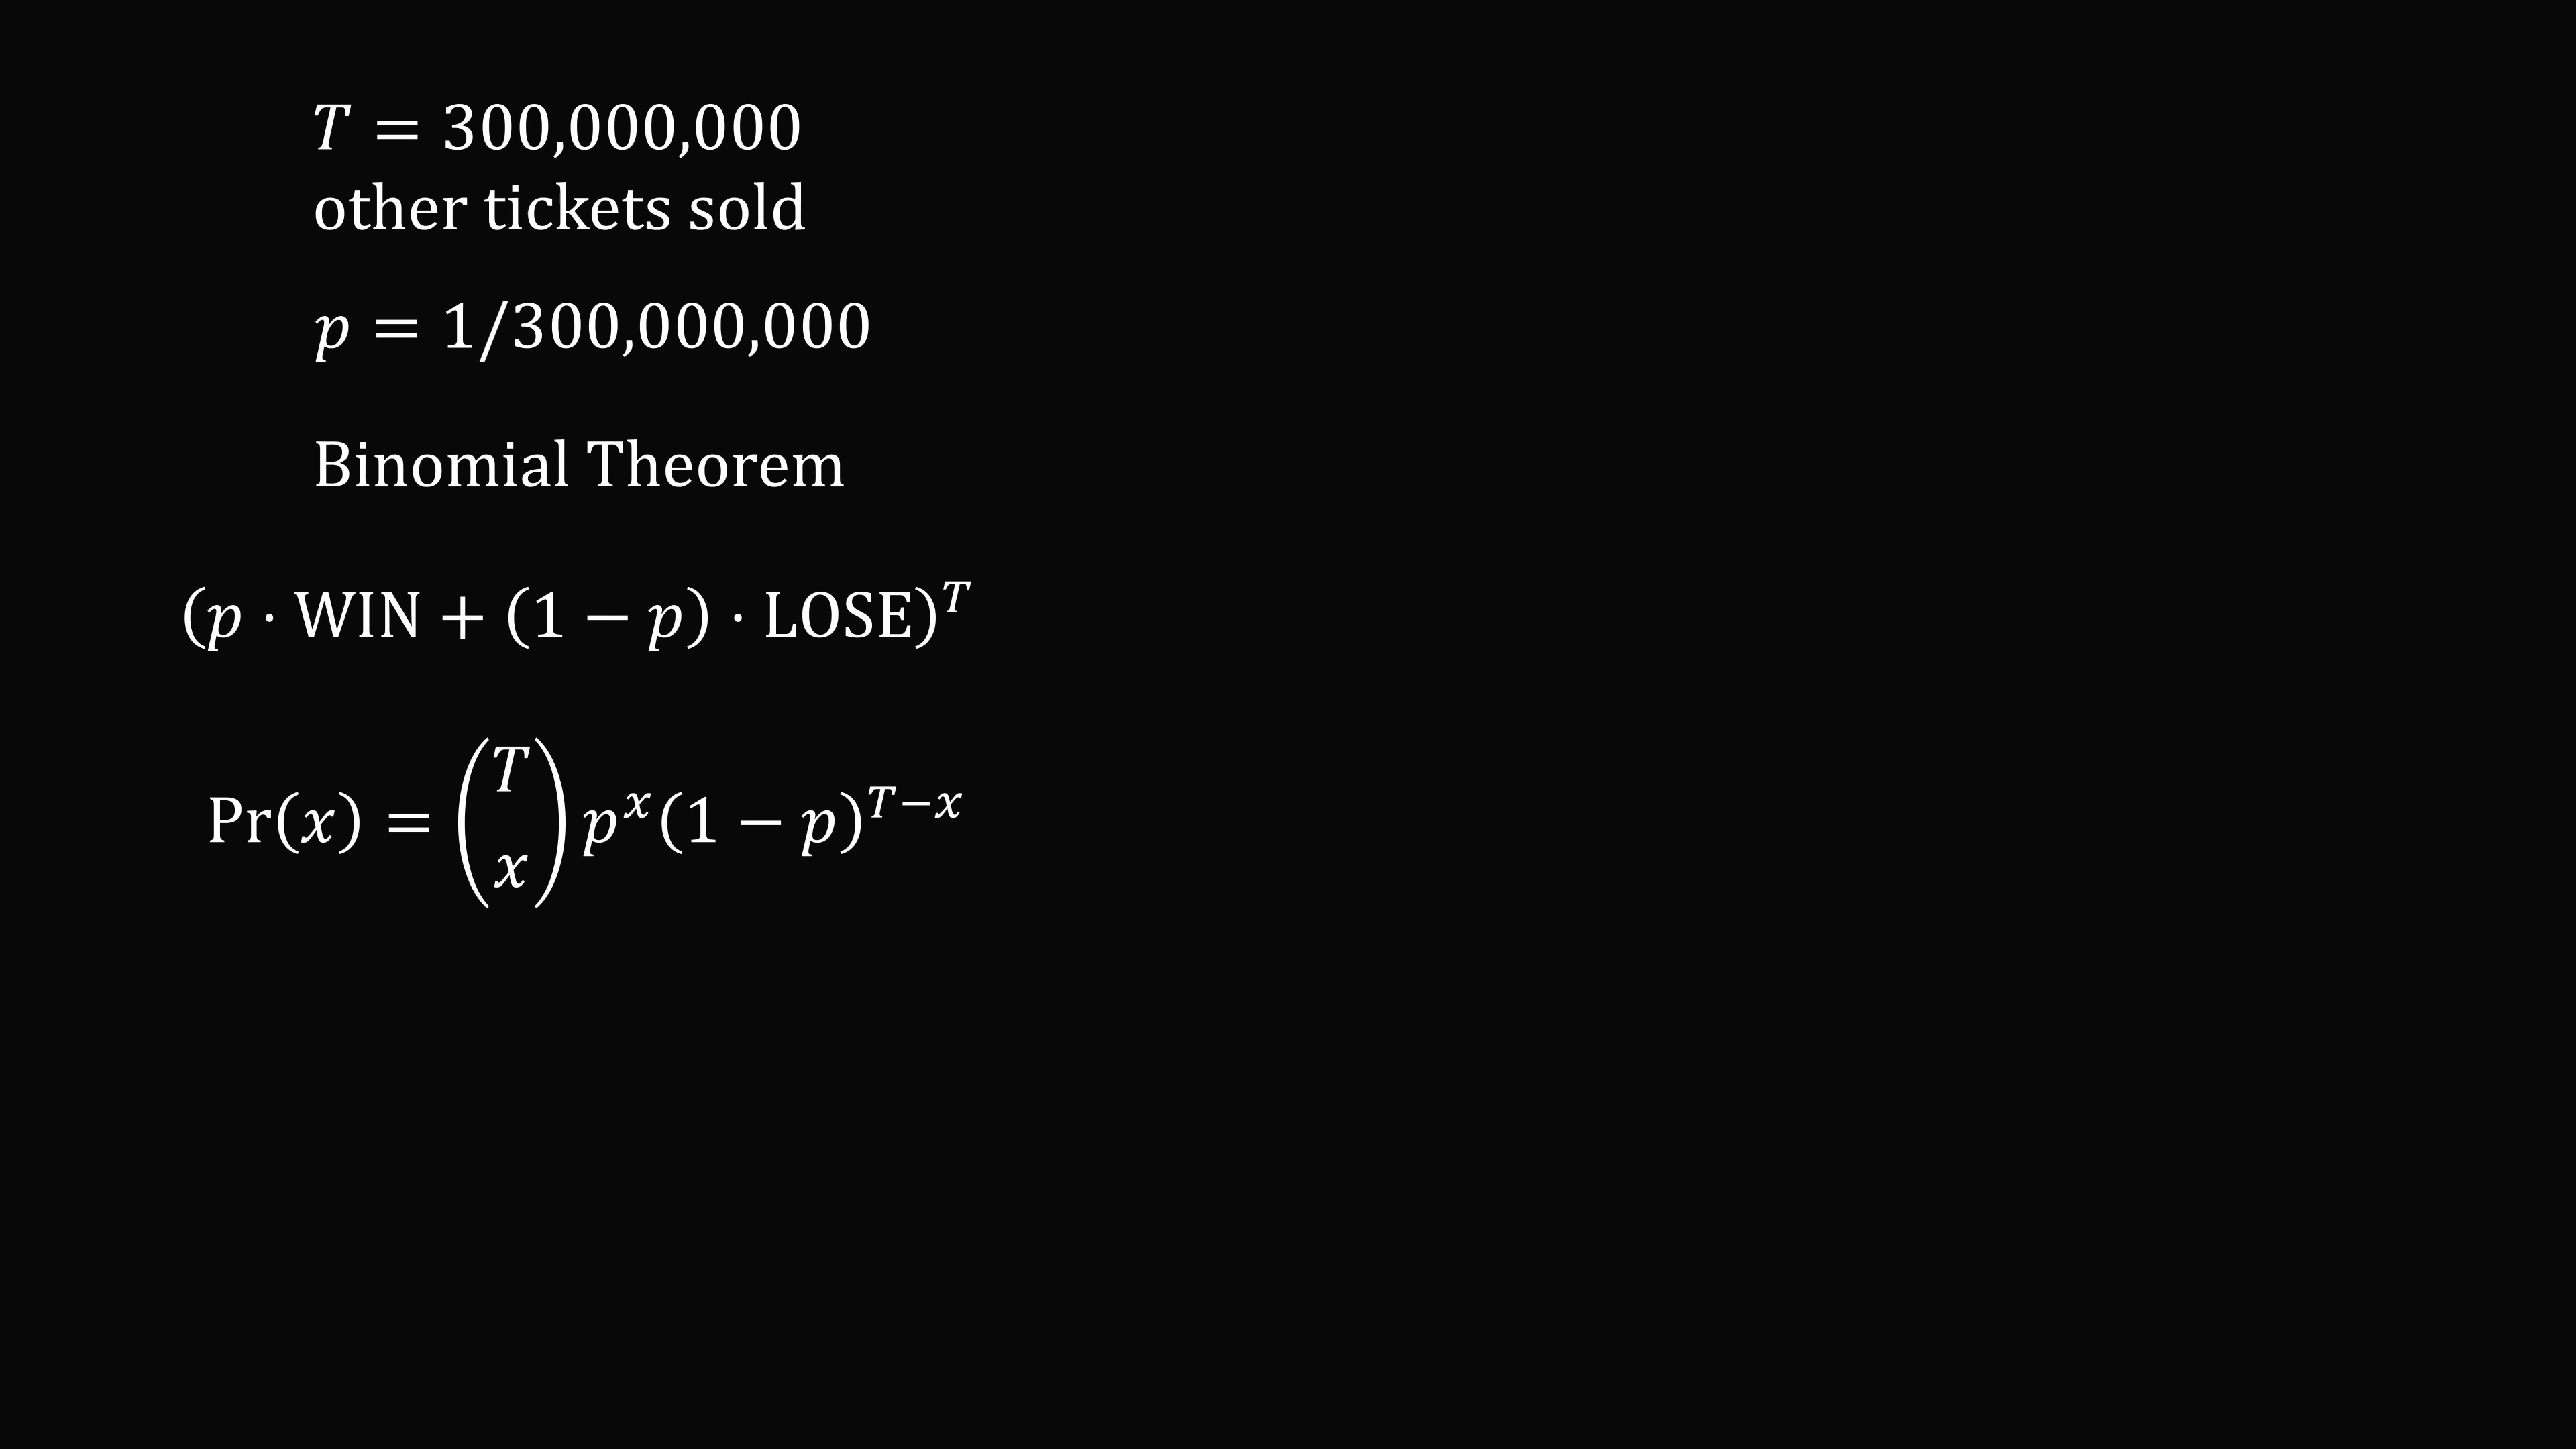 T = 300,000,000
other tickets sold
p = 1/300,000,000
Binomial Theorem
(p · WIN + (1 − p) · LOSE)^T
Pr(x) = (T x) p^x (1 − p)^{T−x}